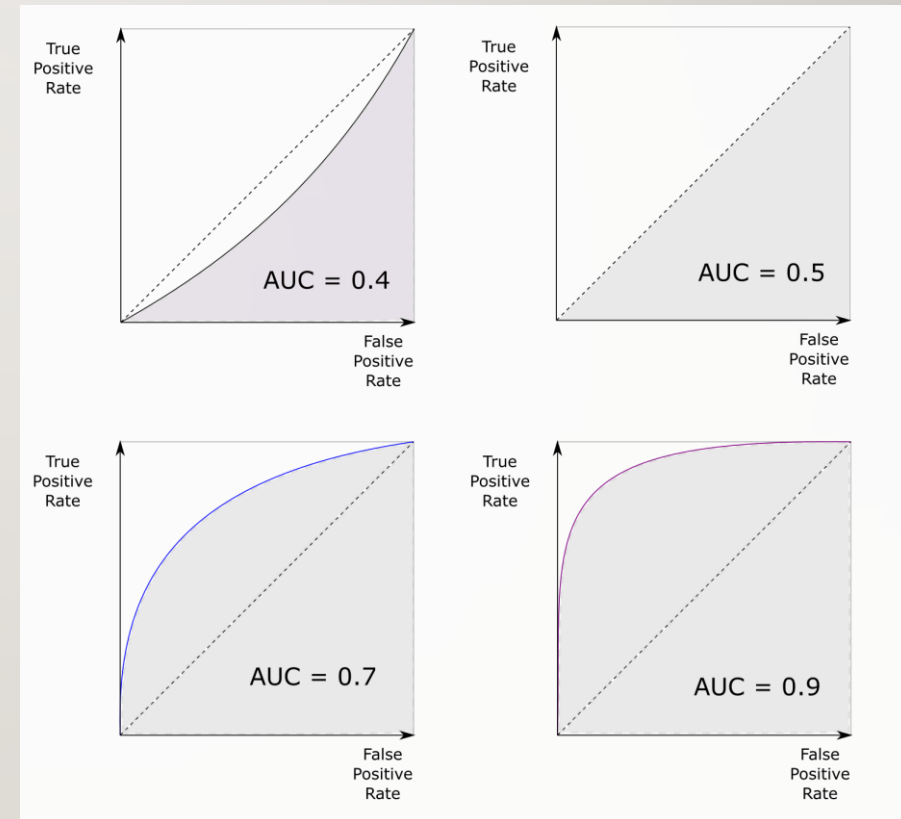 True
Positive
Rate
AUC = 0.4
False
Positive
Rate
True
Positive
Rate
AUC = 0.5
False
Positive
Rate
True
Positive
Rate
AUC = 0.7
False
Positive
Rate
True
Positive
Rate
AUC = 0.9
False
Positive
Rate